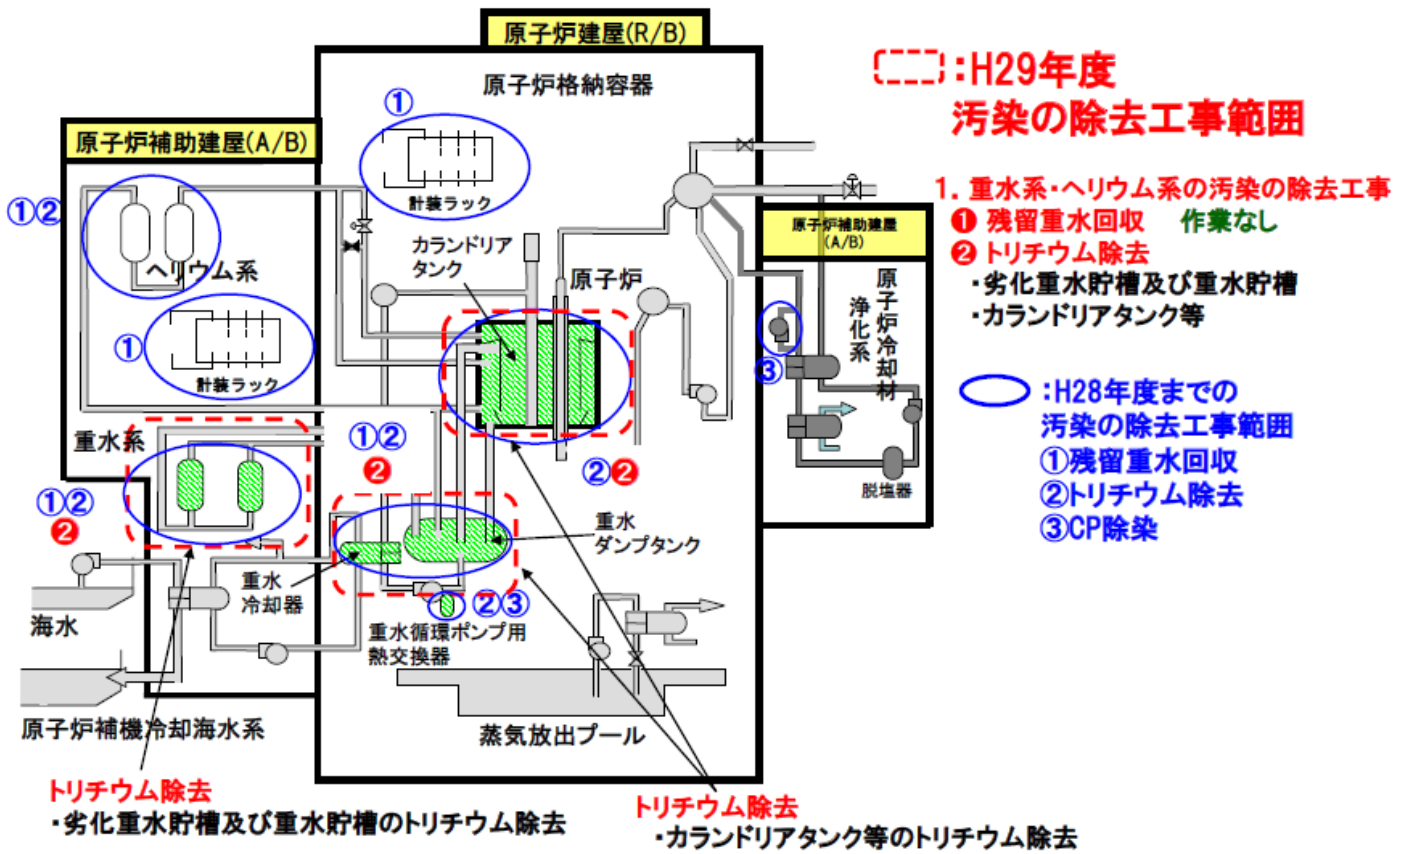 原子炉建屋(R/B)
原子炉格納容器
①
計装ラック
原子炉補助建屋(A/B)
①②
ヘリウム系
①
計装ラック
カランドリア
タンク
原子炉
原子炉補助建屋
(A/B)
原子炉冷却材
浄化系
③
脱塩器
重水系
①②
❷
①②
❷
②❷
重水
ダンプタンク
重水
冷却器
②③
重水循環ポンプ用
熱交換器
海水
原子炉補機冷却海水系
蒸気放出プール
トリチウム除去
・劣化重水貯槽及び重水貯槽のトリチウム除去
トリチウム除去
・カランドリアタンク等のトリチウム除去
:H29年度
汚染の除去工事範囲
1. 重水系・ヘリウム系の汚染の除去工事
❶ 残留重水回収 作業なし
❷ トリチウム除去
・劣化重水貯槽及び重水貯槽
・カランドリアタンク等
:H28年度までの
汚染の除去工事範囲
①残留重水回収
②トリチウム除去
③CP除染